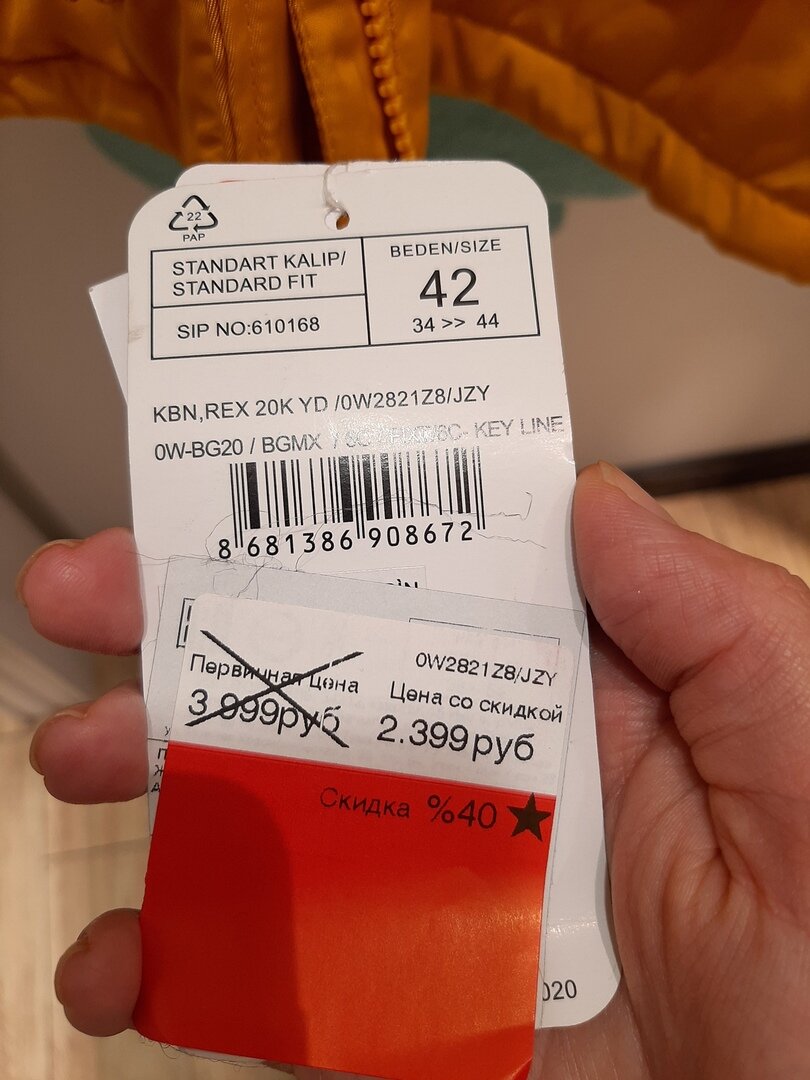 22
PAP
STANDART KALIP/
STANDARD FIT
BEDEN/SIZE
42
34 >> 44
SIP NO:610168
KBN,REX 20K YD /0W2821Z8/JZY
0W-BG20 / BGMX / KEY LINE
8 681386 908672
Первичная цена
3 999руб
0W2821Z8/JZY
Цена со скидкой
2.399руб
Скидка %40